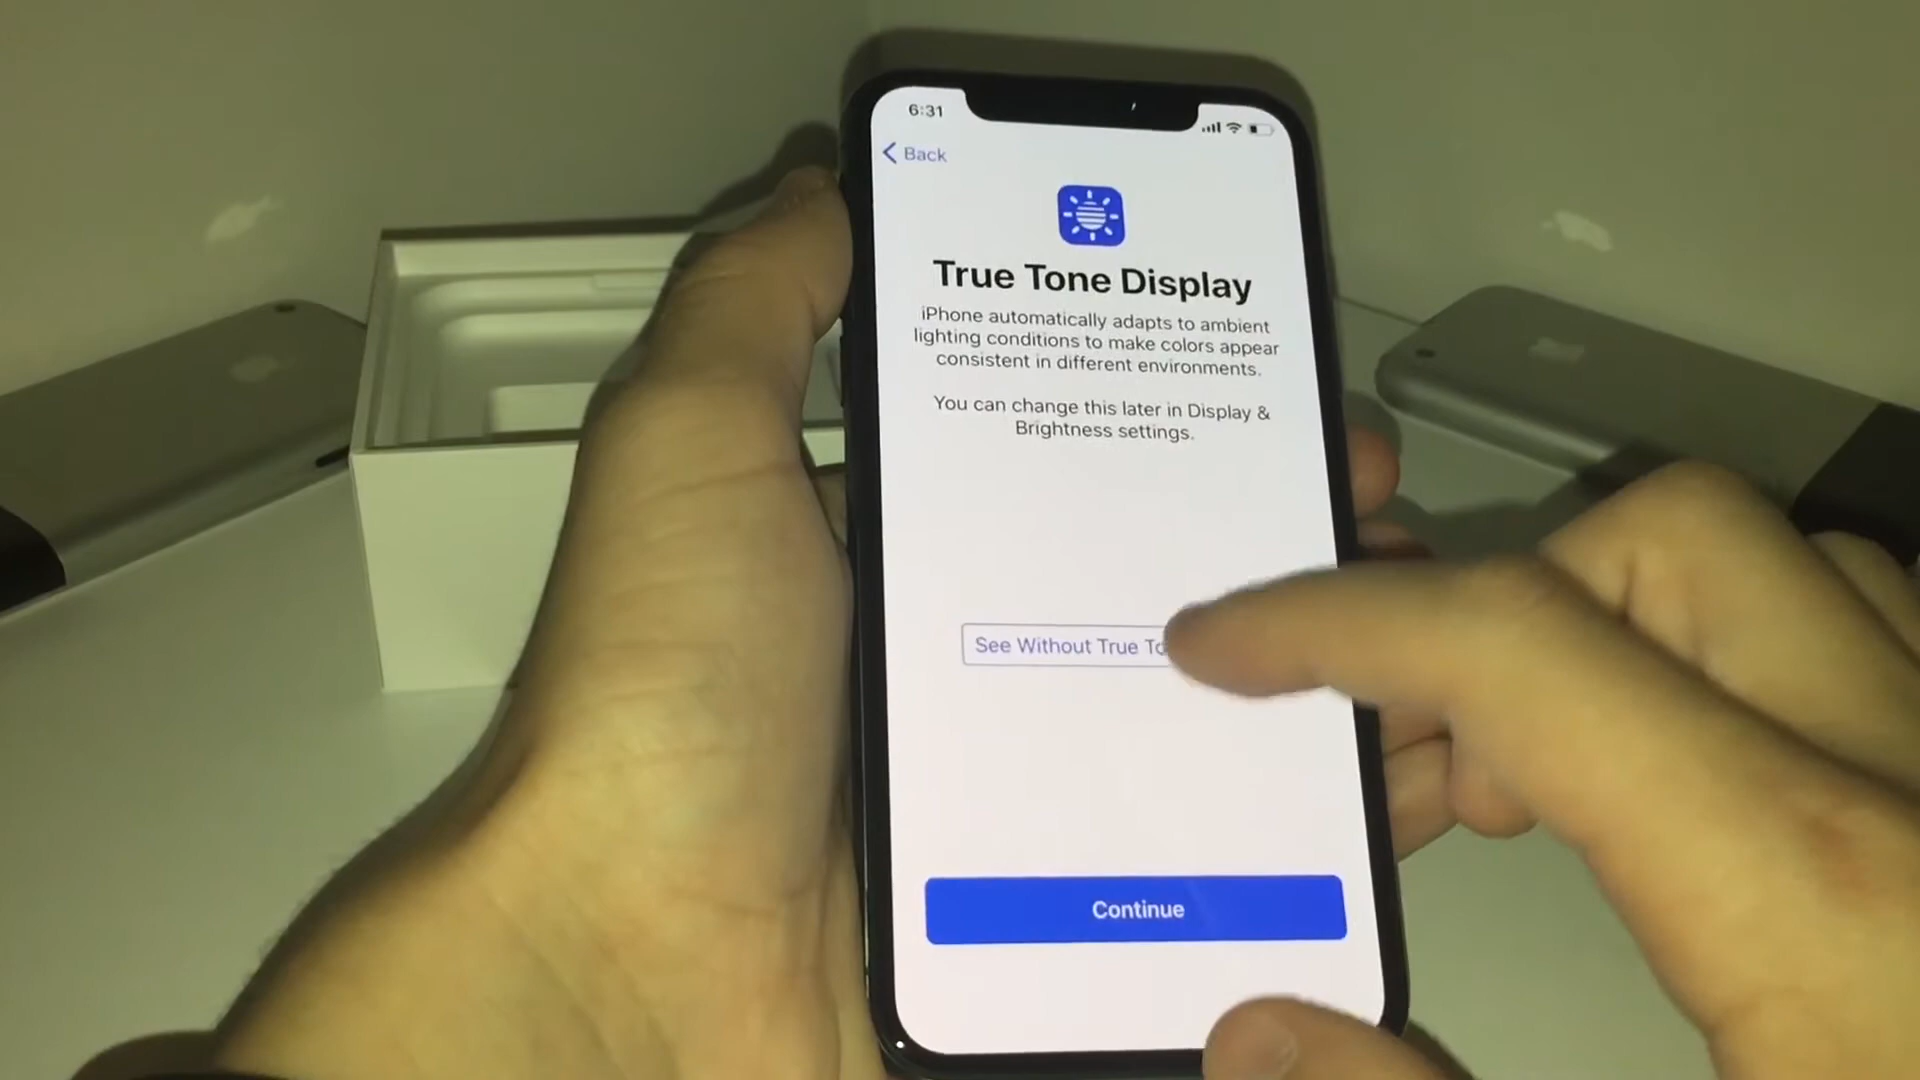 6:31
Back
True Tone Display
iPhone automatically adapts to ambient
lighting conditions to make colors appear
consistent in different environments.
You can change this later in Display &
Brightness settings.
See Without True To
Continue